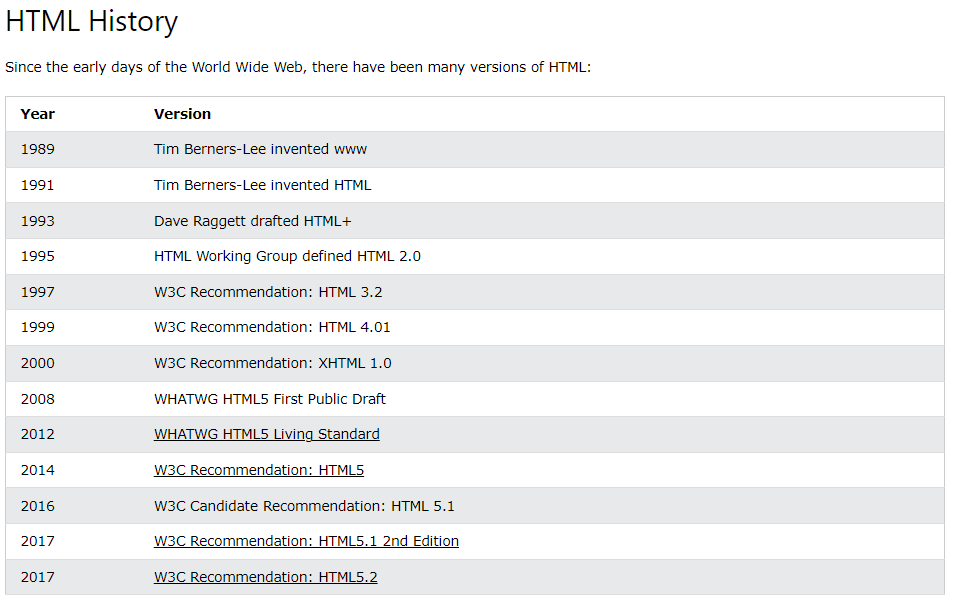 HTML History
Since the early days of the World Wide Web, there have been many versions of HTML:
Year Version
1989 Tim Berners-Lee invented www
1991 Tim Berners-Lee invented HTML
1993 Dave Raggett drafted HTML+
1995 HTML Working Group defined HTML 2.0
1997 W3C Recommendation: HTML 3.2
1999 W3C Recommendation: HTML 4.01
2000 W3C Recommendation: XHTML 1.0
2008 WHATWG HTML5 First Public Draft
2012 WHATWG HTML5 Living Standard
2014 W3C Recommendation: HTML5
2016 W3C Candidate Recommendation: HTML 5.1
2017 W3C Recommendation: HTML5.1 2nd Edition
2017 W3C Recommendation: HTML5.2